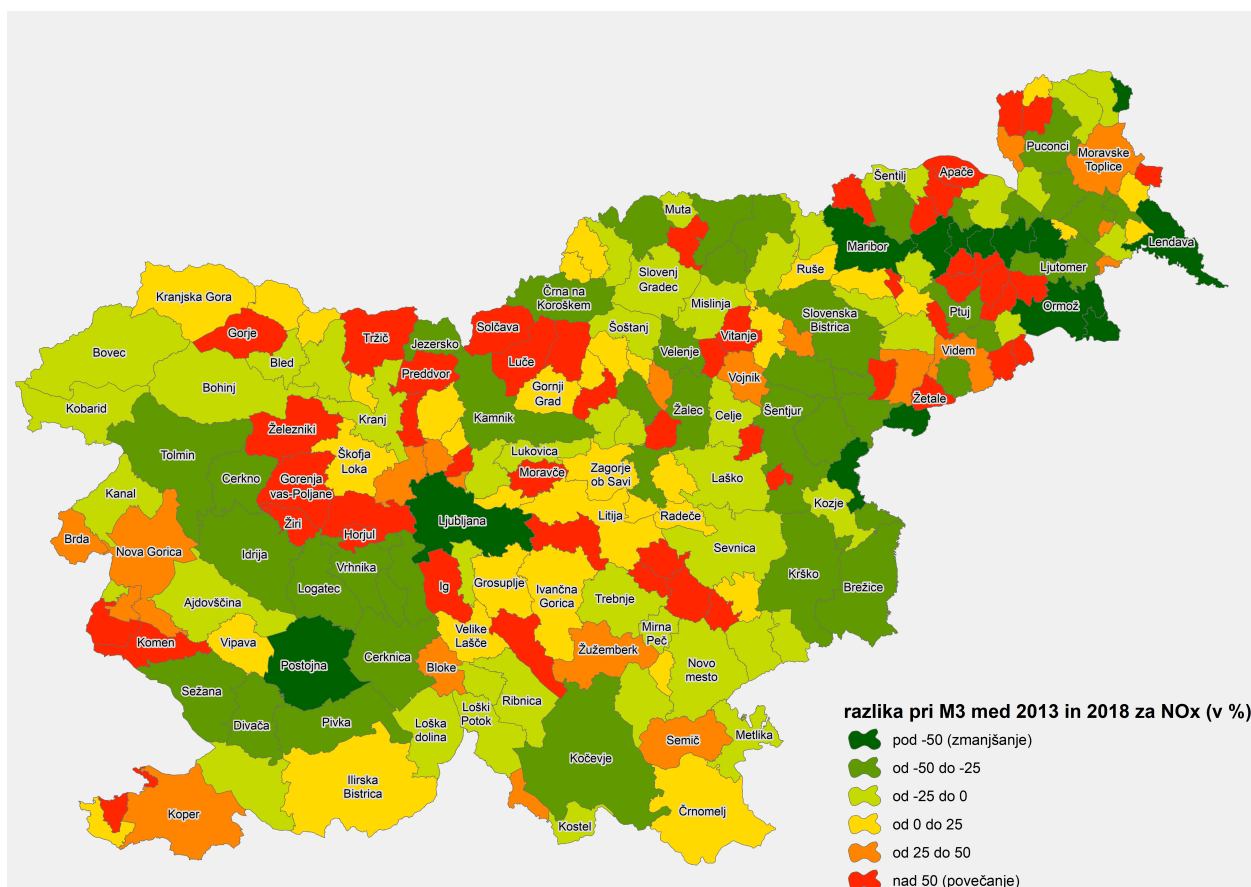 Puconci
Moravske
Toplice
Šentilj
Apače
Muta
Maribor
Lendava
Ljutomer
Ruše
Slovenj
Gradec
Črna na
Koroškem
Mislinja
Kranjska Gora
Ormož
Ptuj
Slovenska
Bistrica
Solčava
Šoštanj
Gorje
Tržič
Jezersko
Vitanje
Velenje
Videm
Bovec
Bled
Luče
Preddvor
Vojnik
Bohinj
Gornji
Grad
Žetale
Kobarid
Kranj
Kamnik
Žalec
Celje
Šentjur
Železniki
Tolmin
Škofja
Loka
Lukovica
Moravče
Zagorje
ob Savi
Laško
Cerkno
Gorenja
vas-Poljane
Kanal
Kozje
Žiri
Horjul
Ljubljana
Litija
Radeče
Brda
Nova Gorica
Idrija
Vrhnika
Sevnica
Logatec
Ig
Grosuplje
Ivančna
Gorica
Krško
Brežice
Ajdovščina
Trebnje
Komen
Vipava
Velike
Lašče
Mirna
Peč
Postojna
Cerknica
Bloke
Žužemberk
Novo
mesto
Sežana
Ribnica
Divača
Pivka
Loška
dolina
Loški
Potok
Semič
Metlika
Kočevje
Ilirska
Bistrica
Koper
Kostel
Črnomelj
razlika pri M3 med 2013 in 2018 za NOx (v %)
pod -50 (zmanjšanje)
od -50 do -25
od -25 do 0
od 0 do 25
od 25 do 50
nad 50 (povečanje)